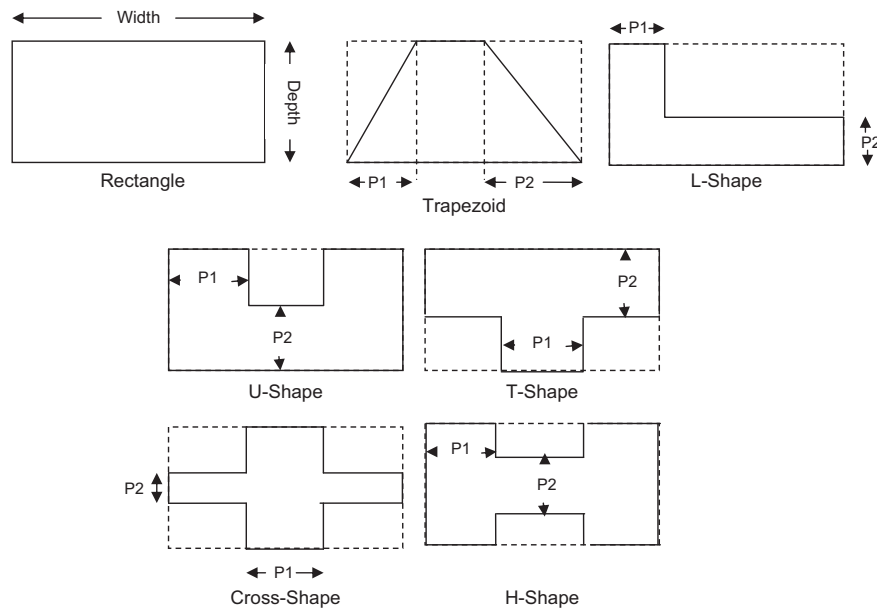 Width
Depth
Rectangle
P1
P2
Trapezoid
P1
P2
L-Shape
P1
P2
U-Shape
P2
P1
T-Shape
P2
P1
Cross-Shape
P1
P2
H-Shape